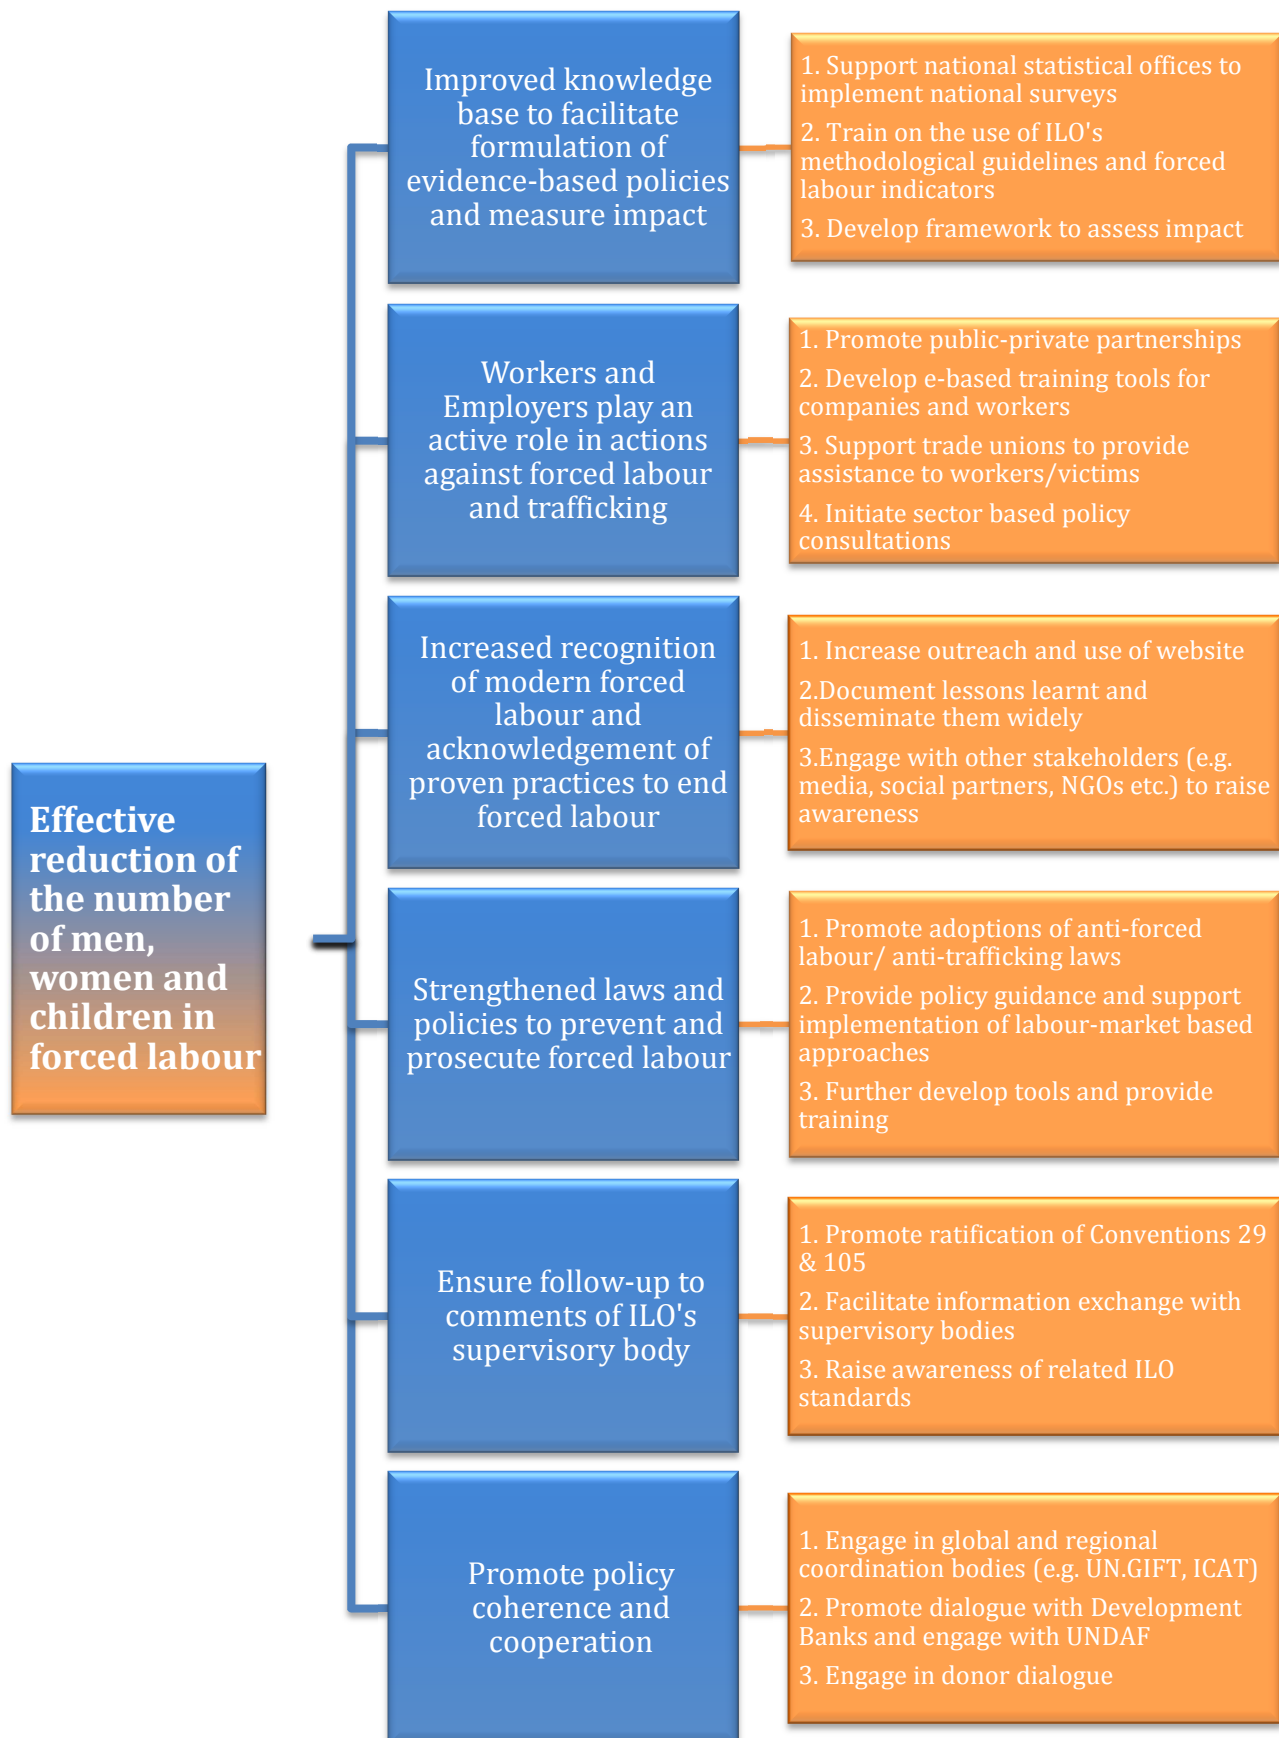 Effective
reduction of
the number
of men,
women and
children in
forced labour
Improved knowledge
base to facilitate
formulation of
evidence-based policies
and measure impact
1. Support national statistical offices to
implement national surveys
2. Train on the use of ILO's
methodological guidelines and forced
labour indicators
3. Develop framework to assess impact
Workers and
Employers play an
active role in actions
against forced labour
and trafficking
1. Promote public-private partnerships
2. Develop e-based training tools for
companies and workers
3. Support trade unions to provide
assistance to workers/victims
4. Initiate sector based policy
consultations
Increased recognition
of modern forced
labour and
acknowledgement of
proven practices to end
forced labour
1. Increase outreach and use of website
2.Document lessons learnt and
disseminate them widely
3.Engage with other stakeholders (e.g.
media, social partners, NGOs etc.) to raise
awareness
Strengthened laws and
policies to prevent and
prosecute forced labour
1. Promote adoptions of anti-forced
labour/ anti-trafficking laws
2. Provide policy guidance and support
implementation of labour-market based
approaches
3. Further develop tools and provide
training
Ensure follow-up to
comments of ILO's
supervisory body
1. Promote ratification of Conventions 29
& 105
2. Facilitate information exchange with
supervisory bodies
3. Raise awareness of related ILO
standards
Promote policy
coherence and
cooperation
1. Engage in global and regional
coordination bodies (e.g. UN.GIFT, ICAT)
2. Promote dialogue with Development
Banks and engage with UNDAF
3. Engage in donor dialogue